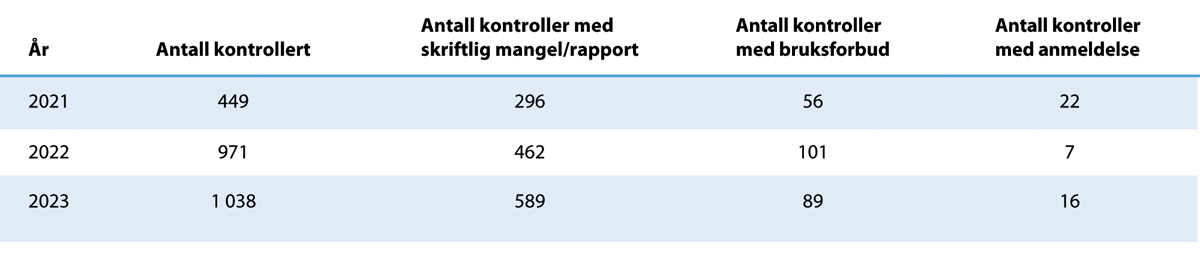 År Antall kontrollert Antall kontroller med skriftlig mangel/rapport Antall kontroller med bruksforbud Antall kontroller med anmeldelse
2021 449 296 56 22
2022 971 462 101 7
2023 1 038 589 89 16